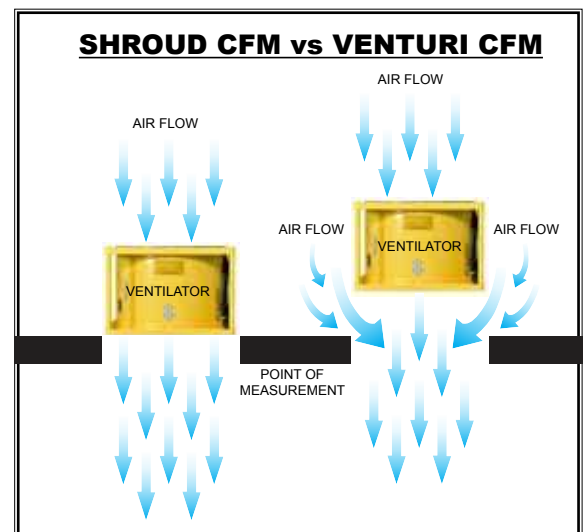 SHROUD CFM vs VENTURI CFM
AIR FLOW
AIR FLOW
AIR FLOW
AIR FLOW
VENTILATOR
VENTILATOR
POINT OF
MEASUREMENT